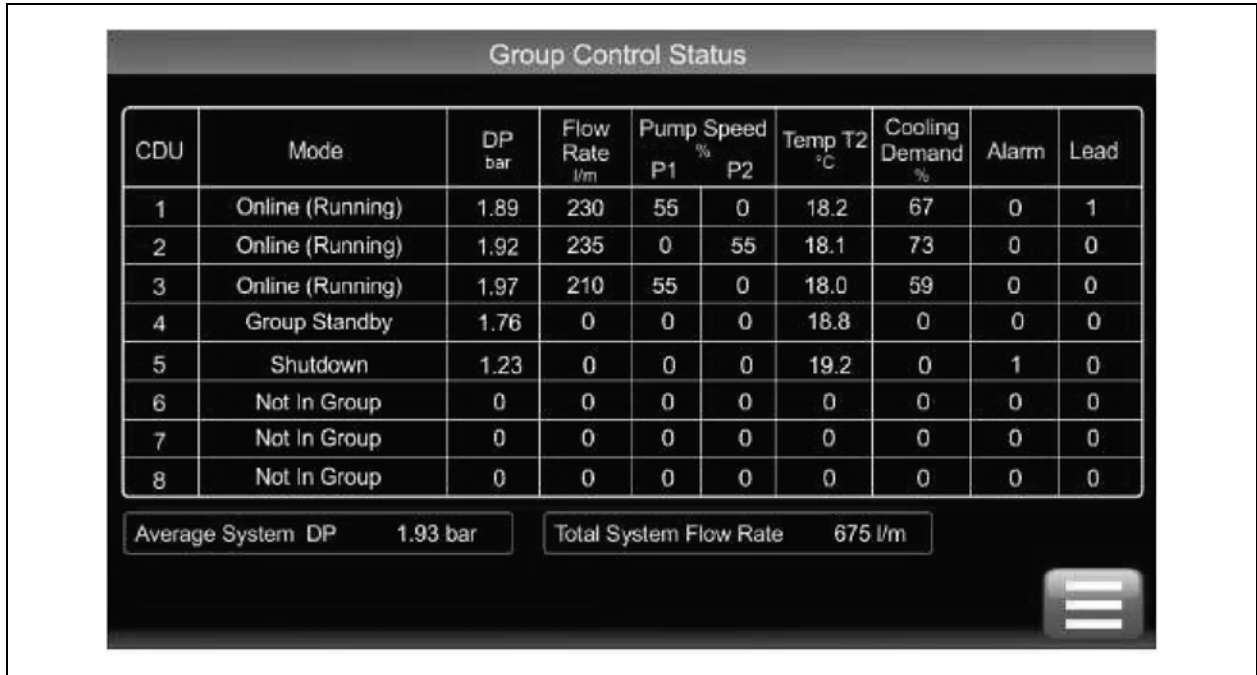 Group Control Status
CDU Mode DP bar Flow Rate l/m Pump Speed % P1 P2 Temp T2 °C Cooling Demand % Alarm Lead
1 Online (Running) 1.89 230 55 0 18.2 67 0 1
2 Online (Running) 1.92 235 0 55 18.1 73 0 0
3 Online (Running) 1.97 210 55 0 18.0 59 0 0
4 Group Standby 1.76 0 0 0 18.8 0 0 0
5 Shutdown 1.23 0 0 0 19.2 0 1 0
6 Not In Group 0 0 0 0 0 0 0 0
7 Not In Group 0 0 0 0 0 0 0 0
8 Not In Group 0 0 0 0 0 0 0 0
Average System DP 1.93 bar Total System Flow Rate 675 l/m